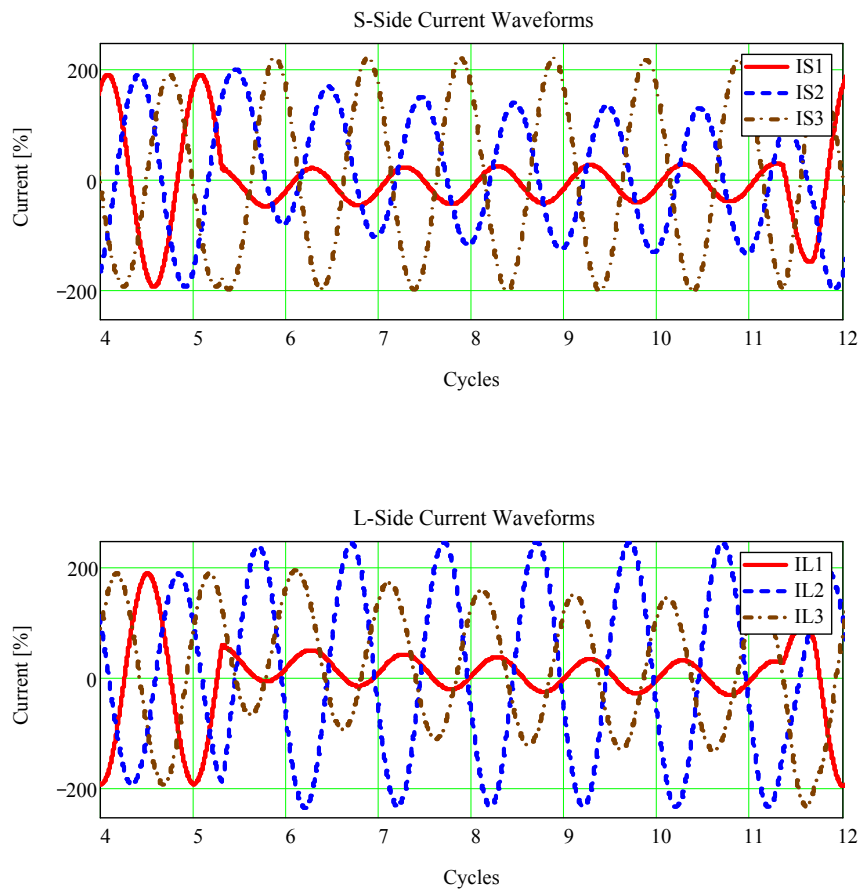 S-Side Current Waveforms
Current [%]
200
0
−200
IS1
IS2
IS3
4 5 6 7 8 9 10 11 12
Cycles
L-Side Current Waveforms
Current [%]
200
0
−200
IL1
IL2
IL3
4 5 6 7 8 9 10 11 12
Cycles